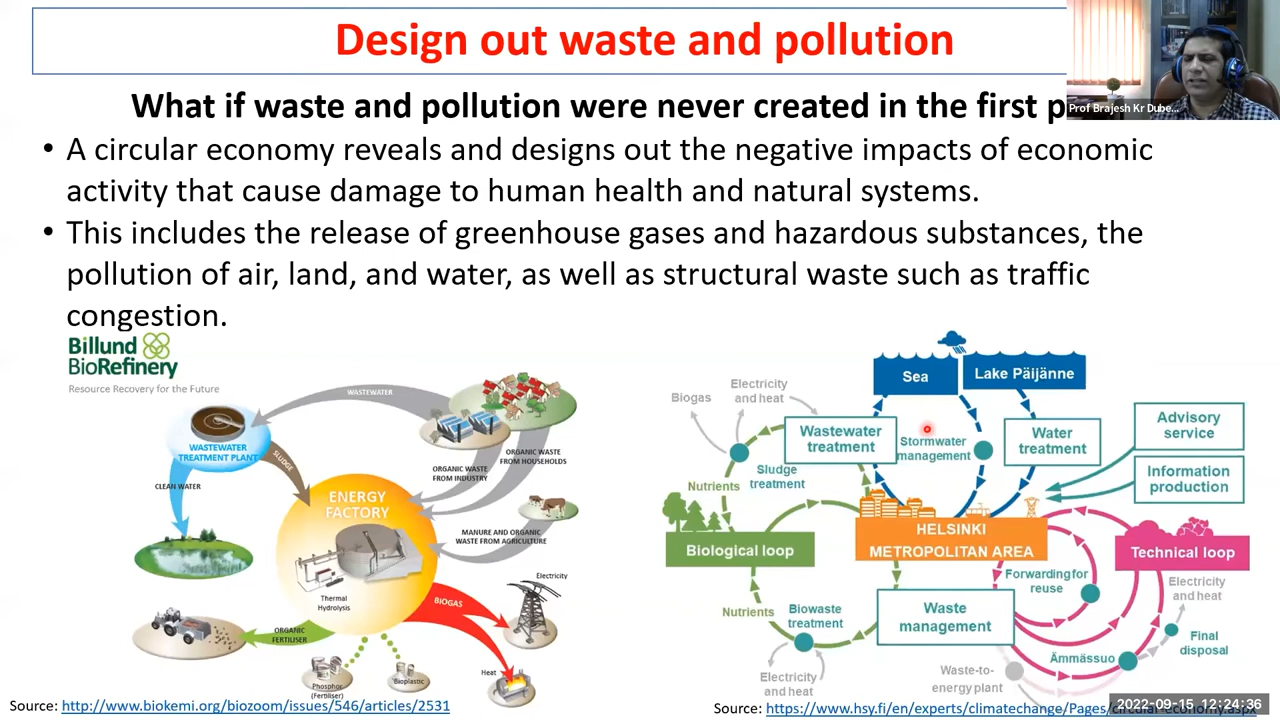 Design out waste and pollution
What if waste and pollution were never created in the first p
Prof Brajesh Kr Dube...
• A circular economy reveals and designs out the negative impacts of economic
activity that cause damage to human health and natural systems.
• This includes the release of greenhouse gases and hazardous substances, the
pollution of air, land, and water, as well as structural waste such as traffic
congestion.
Billund
BioRefinery
Resource Recovery for the Future
WASTEWATER
WASTEWATER
TREATMENT PLANT
SLUDGE
CLEAN WATER
ORGANIC WASTE
FROM HOUSEHOLDS
ORGANIC WASTE
FROM INDUSTRY
ENERGY
FACTORY
MANURE AND ORGANIC
WASTE FROM AGRICULTURE
Thermal
Hydrolysis
Electricity
BIOGAS
ORGANIC
FERTILISER
Heat
Phosphor
(Fertiliser)
Bioplastic
Source: http://www.biokemi.org/biozoom/issues/546/articles/2531
Sea
Lake Päijänne
Biogas
Electricity
and heat
Wastewater
treatment
Stormwater
management
Water
treatment
Advisory
service
Information
production
Sludge
treatment
Nutrients
HELSINKI
METROPOLITAN AREA
Biological loop
Technical loop
Forwarding for
reuse
Electricity
and heat
Nutrients
Biowaste
treatment
Waste
management
Final
disposal
Ämmässuo
Electricity
and heat
Waste-to-
energy plant
Source: https://www.hsy.fi/en/experts/climatechange/Pages/circular-economy.aspx
2022-09-15 12:24:36